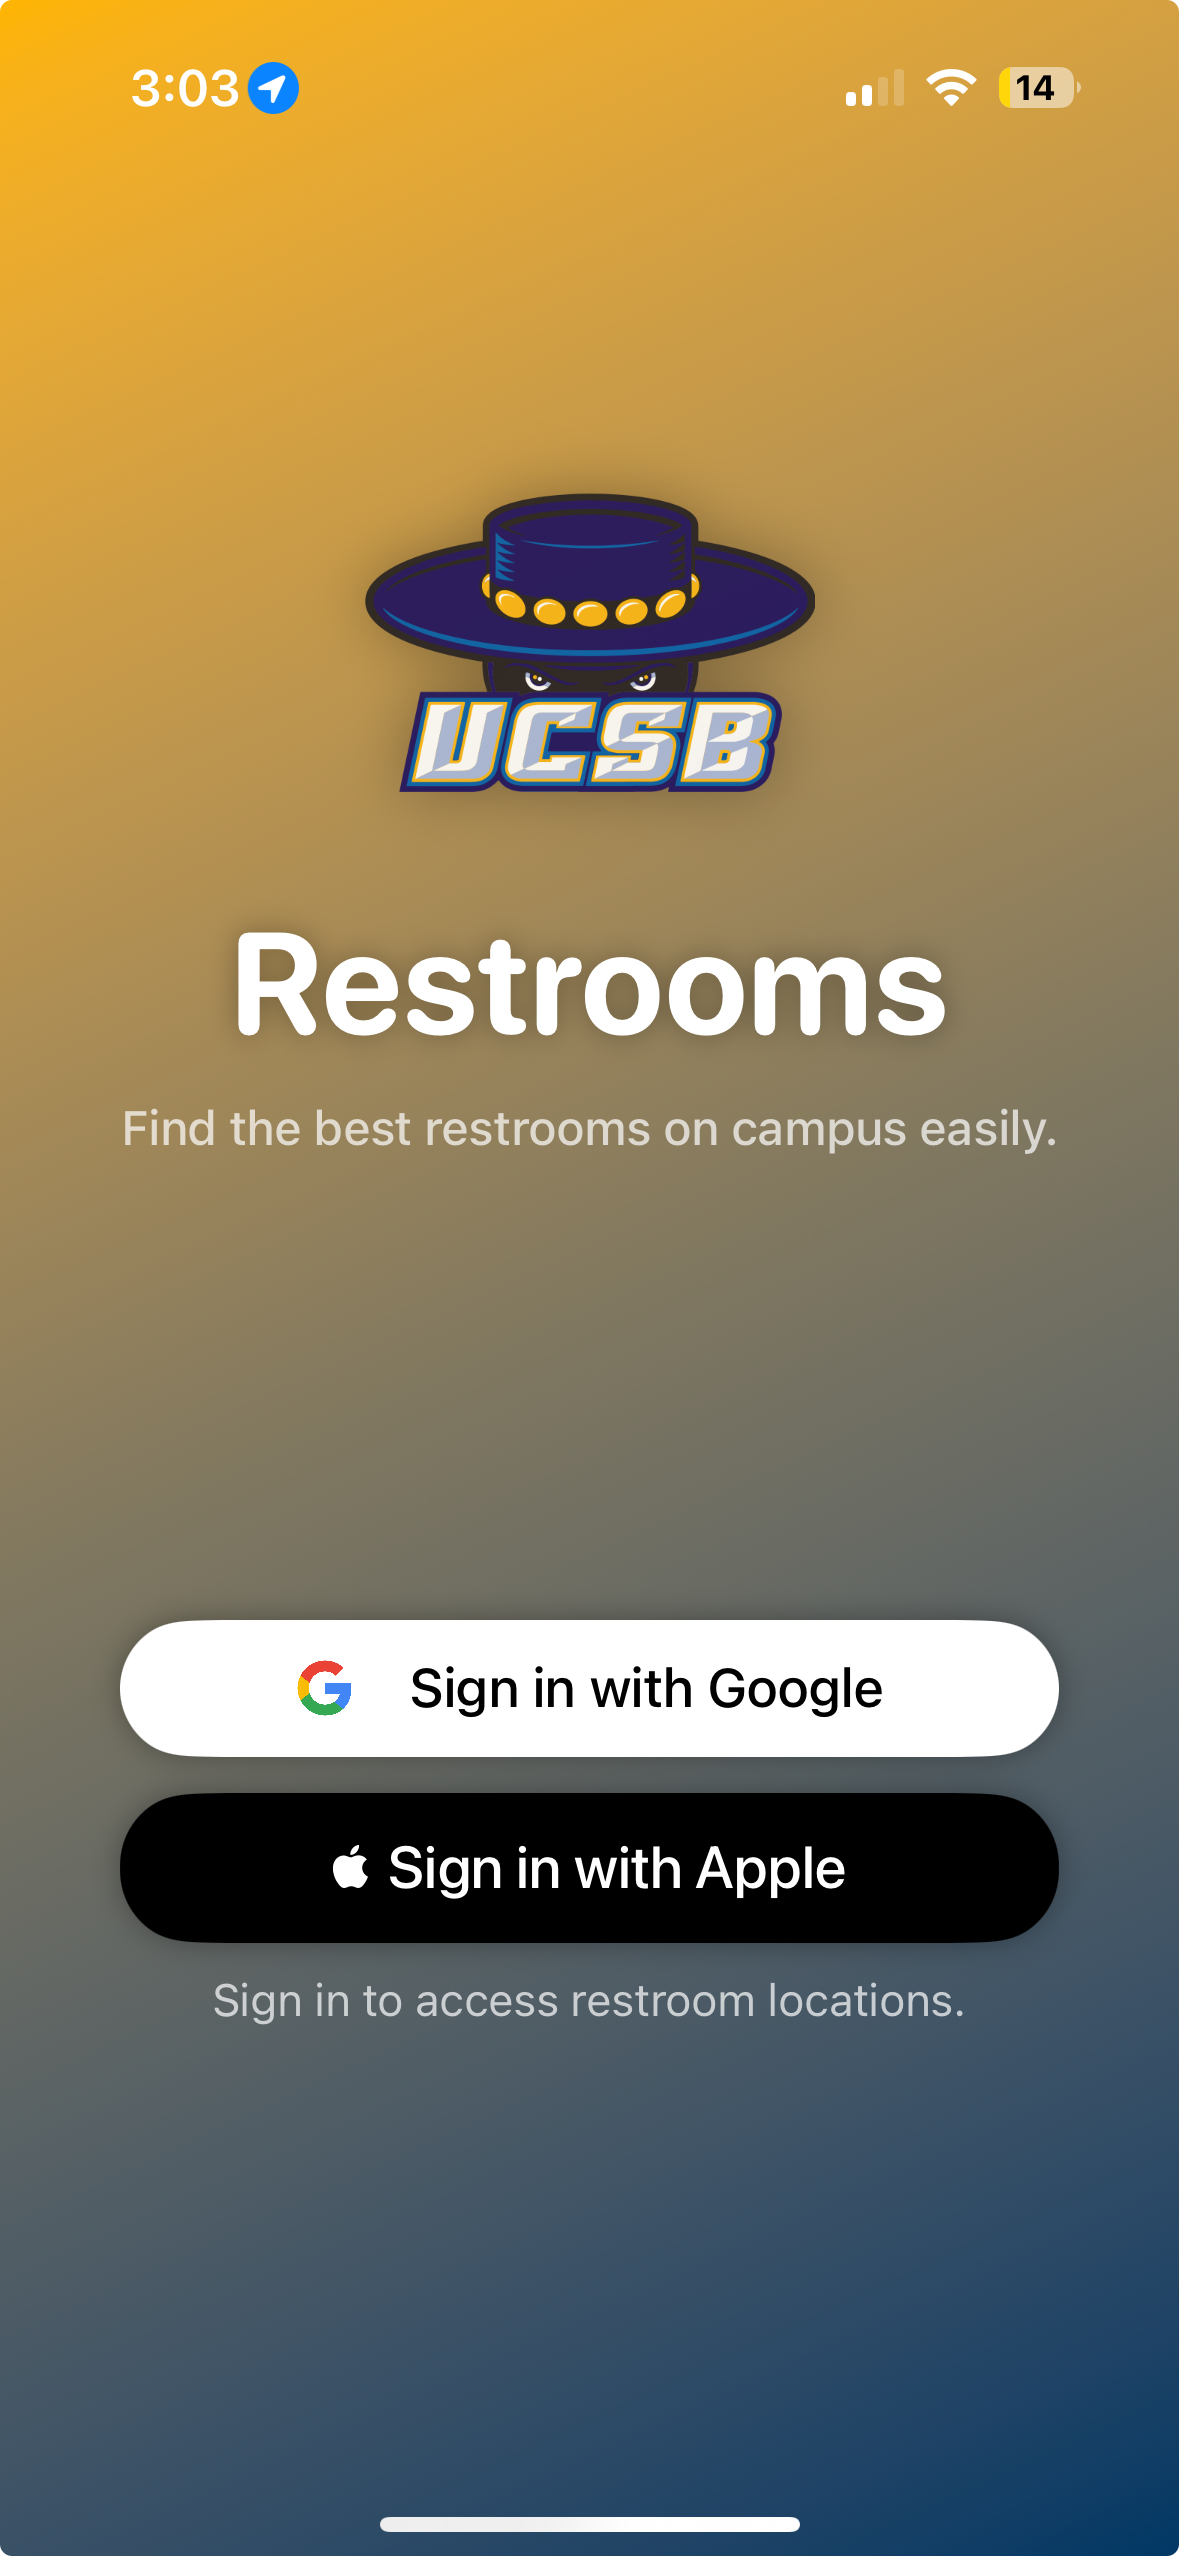 3:03
14
UCSB
Restrooms
Find the best restrooms on campus easily.
Sign in with Google
Sign in with Apple
Sign in to access restroom locations.